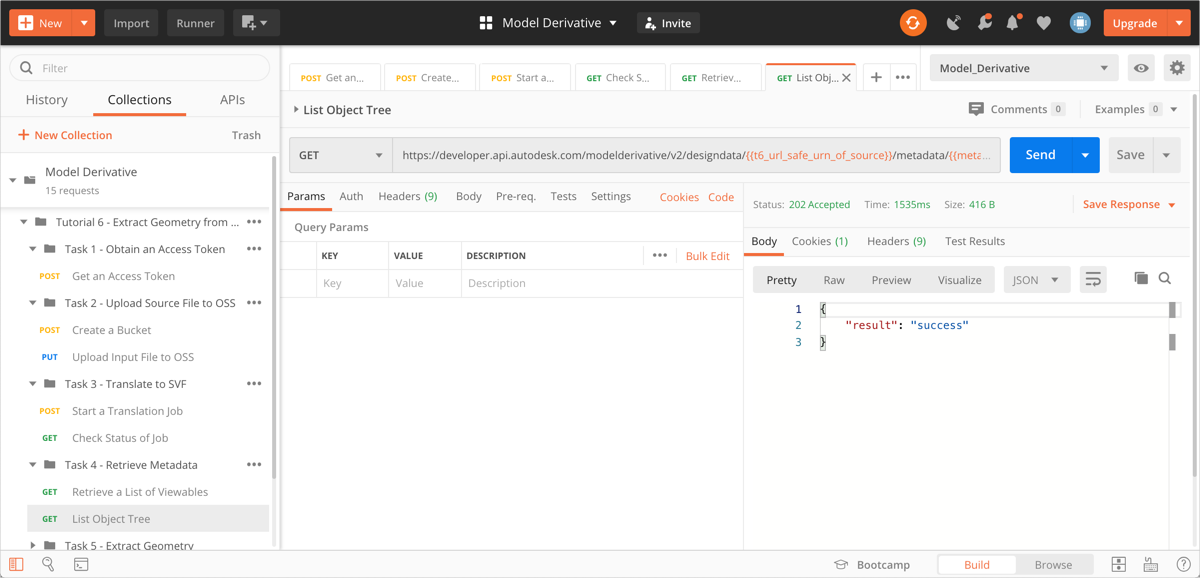 New Import Runner Model Derivative Invite Upgrade
Filter
History Collections APIs
New Collection Trash
Model Derivative
15 requests
Tutorial 6 - Extract Geometry from ...
Task 1 - Obtain an Access Token
POST Get an Access Token
Task 2 - Upload Source File to OSS
POST Create a Bucket
PUT Upload Input File to OSS
Task 3 - Translate to SVF
POST Start a Translation Job
GET Check Status of Job
Task 4 - Retrieve Metadata
GET Retrieve a List of Viewables
GET List Object Tree
Task 5 - Extract Geometry
POST Get an... POST Create... POST Start a... GET Check S... GET Retriev... GET List Obj... Model_Derivative
List Object Tree Comments 0 Examples 0
GET https://developer.api.autodesk.com/modelderivative/v2/designdata/{{t6_url_safe_urn_of_source}}/metadata/{{meta... Send Save
Params Auth Headers (9) Body Pre-req. Tests Settings Cookies Code
Query Params
KEY VALUE DESCRIPTION Bulk Edit
Key Value Description
Status: 202 Accepted Time: 1535ms Size: 416 B Save Response
Body Cookies (1) Headers (9) Test Results
Pretty Raw Preview Visualize JSON
1 {
2 "result": "success"
3 }
Bootcamp Build Browse